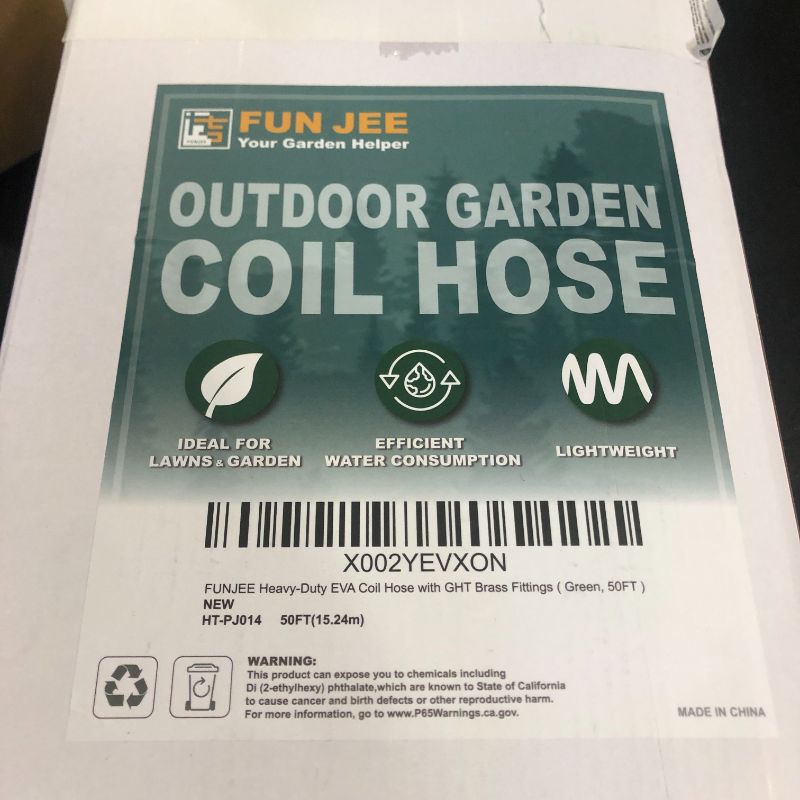 FUN JEE
Your Garden Helper
FUNJEE
OUTDOOR GARDEN
COIL HOSE
IDEAL FOR
LAWNS & GARDEN
EFFICIENT
WATER CONSUMPTION
LIGHTWEIGHT
X002YEVXON
FUNJEE Heavy-Duty EVA Coil Hose with GHT Brass Fittings ( Green, 50FT )
NEW
HT-PJ014 50FT(15.24m)
WARNING:
This product can expose you to chemicals including
Di (2-ethylhexy) phthalate,which are known to State of California
to cause cancer and birth defects or other reproductive harm.
For more information, go to www.P65Warnings.ca.gov.
MADE IN CHINA